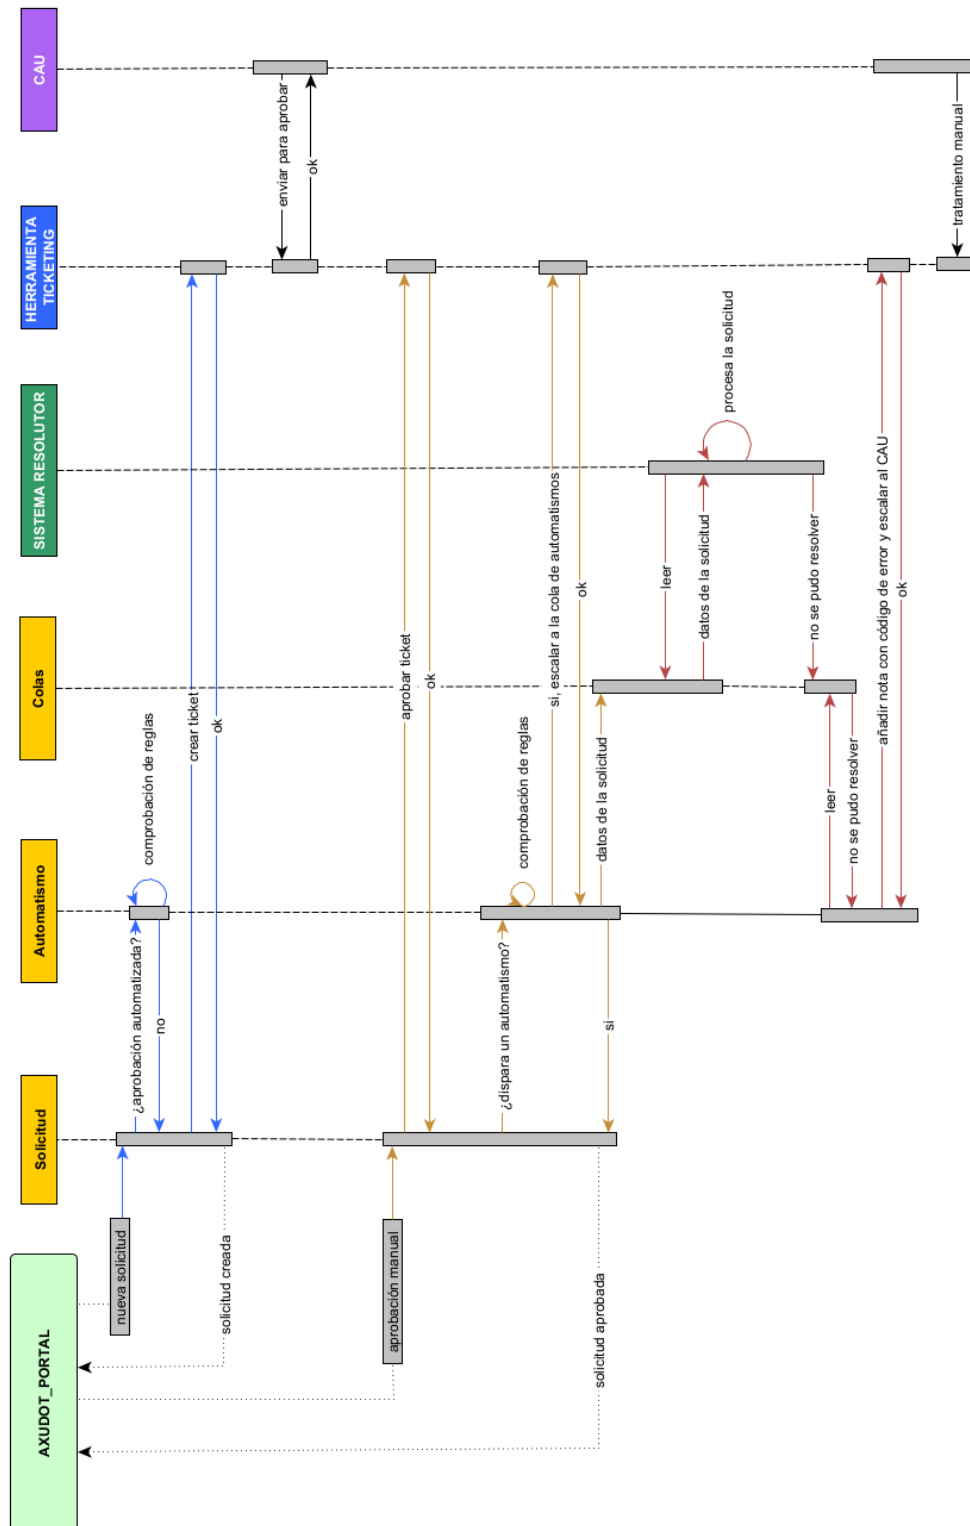 AXUDOT_PORTAL
Solicitud
Automatismo
Colas
SISTEMA RESOLUTOR
HERRAMIENTA
TICKETING
CAU
nueva solicitud
¿aprobación automatizada?
comprobación de reglas
no
crear ticket
ok
solicitud creada
enviar para aprobar
ok
aprobación manual
aprobar ticket
ok
¿dispara un automatismo?
comprobación de reglas
si, escalar a la cola de automatismos
ok
datos de la solicitud
si
solicitud aprobada
leer
datos de la solicitud
procesa la solicitud
no se pudo resolver
leer
no se pudo resolver
añadir nota con código de error y escalar al CAU
ok
tratamiento manual